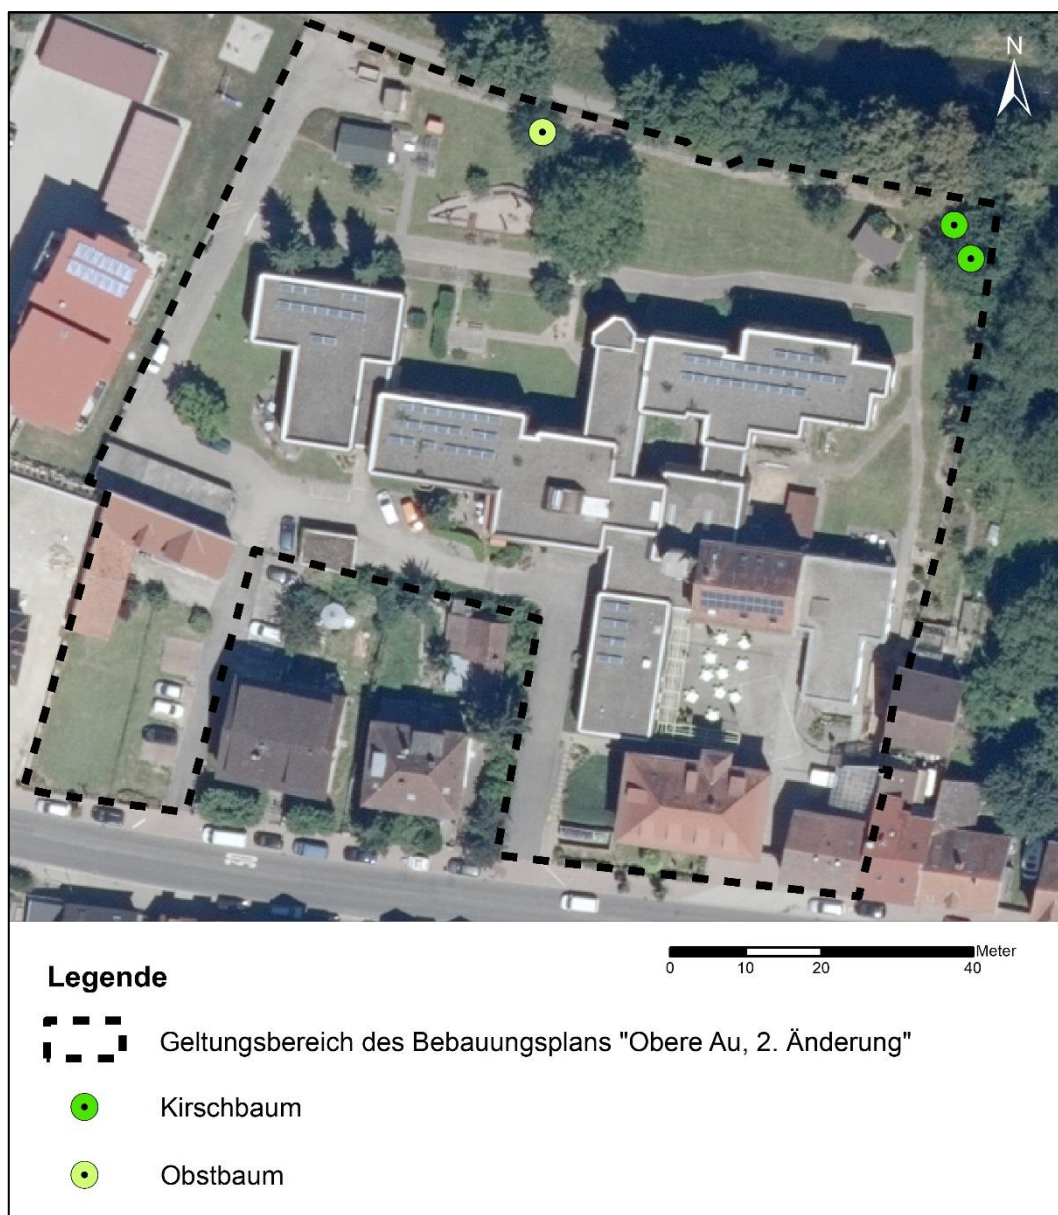 N
Meter
0 10 20 40
Legende
Geltungsbereich des Bebauungsplans "Obere Au, 2. Änderung"
Kirschbaum
Obstbaum